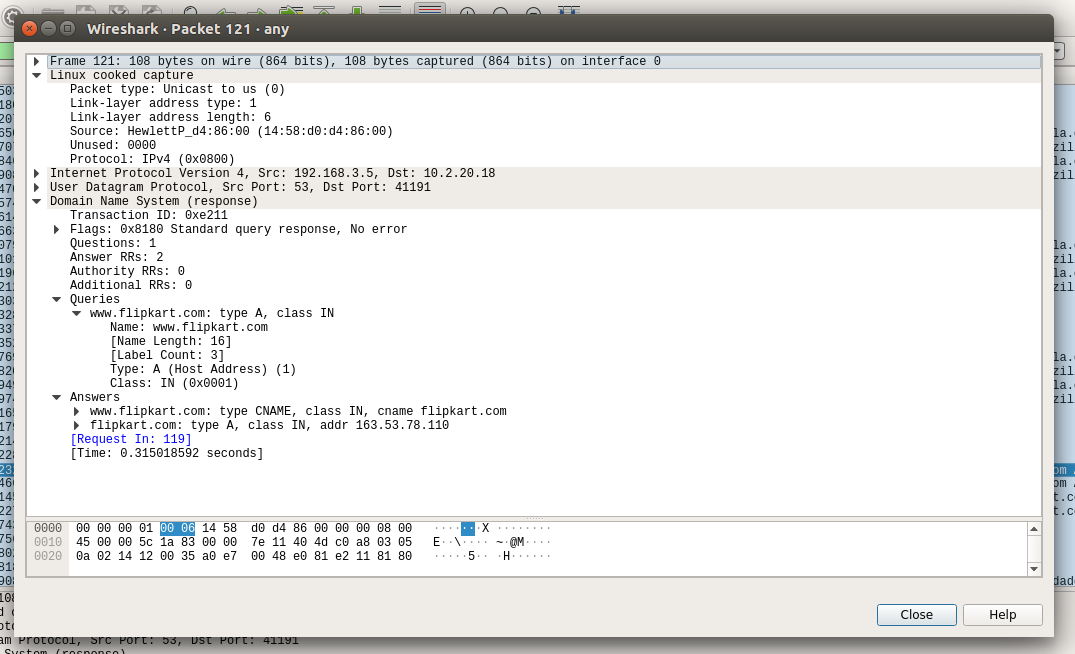 Wireshark · Packet 121 · any
Frame 121: 108 bytes on wire (864 bits), 108 bytes captured (864 bits) on interface 0
Linux cooked capture
Packet type: Unicast to us (0)
Link-layer address type: 1
Link-layer address length: 6
Source: HewlettP_d4:86:00 (14:58:d0:d4:86:00)
Unused: 0000
Protocol: IPv4 (0x0800)
Internet Protocol Version 4, Src: 192.168.3.5, Dst: 10.2.20.18
User Datagram Protocol, Src Port: 53, Dst Port: 41191
Domain Name System (response)
Transaction ID: 0xe211
Flags: 0x8180 Standard query response, No error
Questions: 1
Answer RRs: 2
Authority RRs: 0
Additional RRs: 0
Queries
www.flipkart.com: type A, class IN
Name: www.flipkart.com
[Name Length: 16]
[Label Count: 3]
Type: A (Host Address) (1)
Class: IN (0x0001)
Answers
www.flipkart.com: type CNAME, class IN, cname flipkart.com
flipkart.com: type A, class IN, addr 163.53.78.110
[Request In: 119]
[Time: 0.315018592 seconds]
0000 00 00 00 01 00 06 14 58 d0 d4 86 00 00 00 08 00 ·······X ········
0010 45 00 00 5c 1a 83 00 00 7e 11 40 4d c0 a8 03 05 E··\···· ~·@M····
0020 0a 02 14 12 00 35 a0 e7 00 48 e0 81 e2 11 81 80 ·····5·· ·H······
Close Help
am Protocol, Src Port: 53, Dst Port: 41191
System (response)